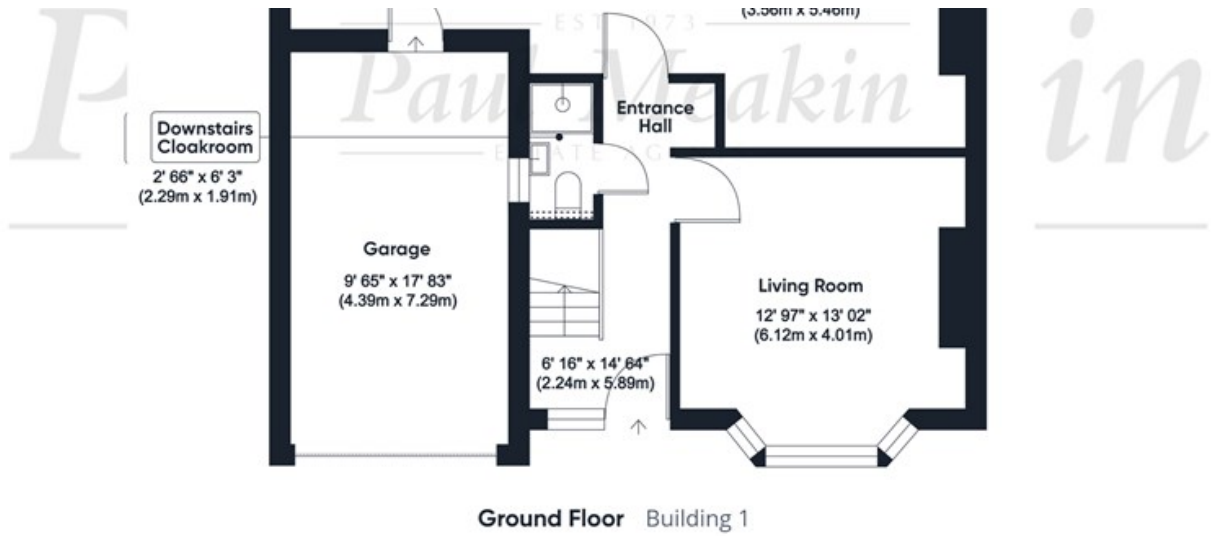 (3.56m x 5.46m)
EST 1973
Paul Meakin
ESTATE AG
P
in
Entrance
Hall
Downstairs
Cloakroom
2' 66" x 6' 3"
(2.29m x 1.91m)
Garage
9' 65" x 17' 83"
(4.39m x 7.29m)
Living Room
12' 97" x 13' 02"
(6.12m x 4.01m)
6' 16" x 14' 64"
(2.24m x 5.89m)
Ground Floor Building 1